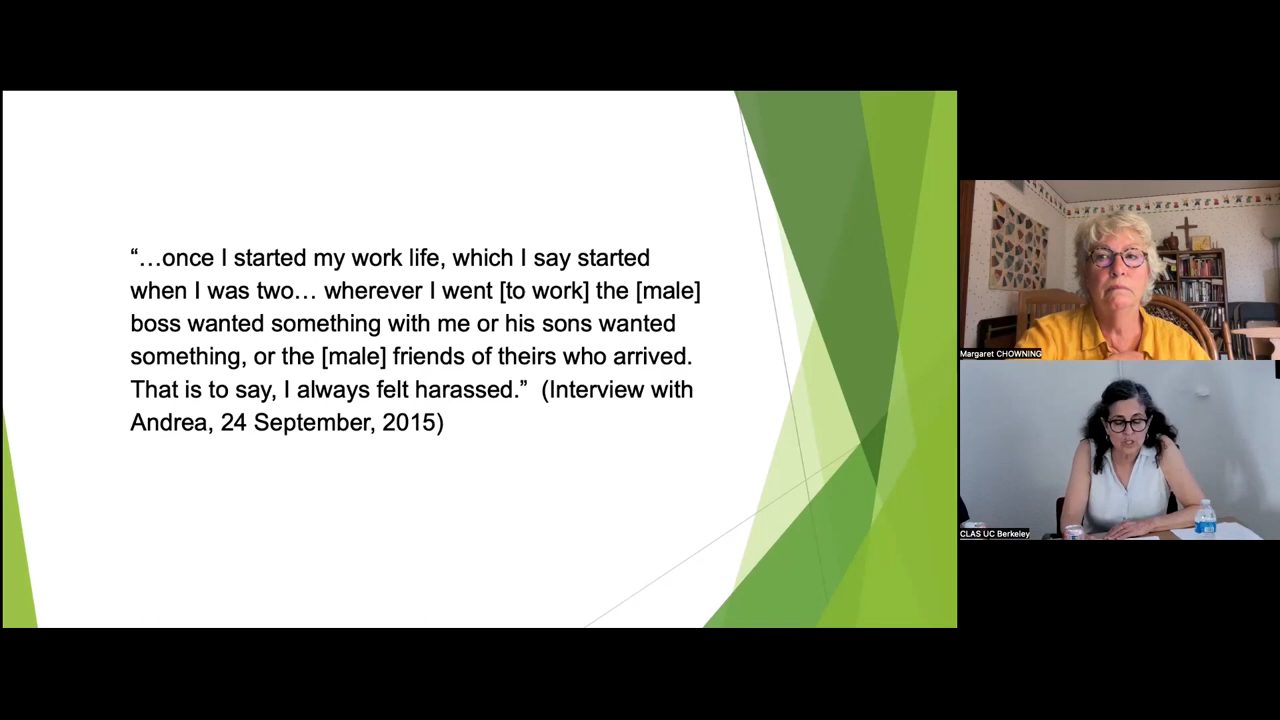 “…once I started my work life, which I say started
when I was two… wherever I went [to work] the [male]
boss wanted something with me or his sons wanted
something, or the [male] friends of theirs who arrived.
That is to say, I always felt harassed.”  (Interview with
Andrea, 24 September, 2015)
Margaret CHOWNING
CLAS UC Berkeley